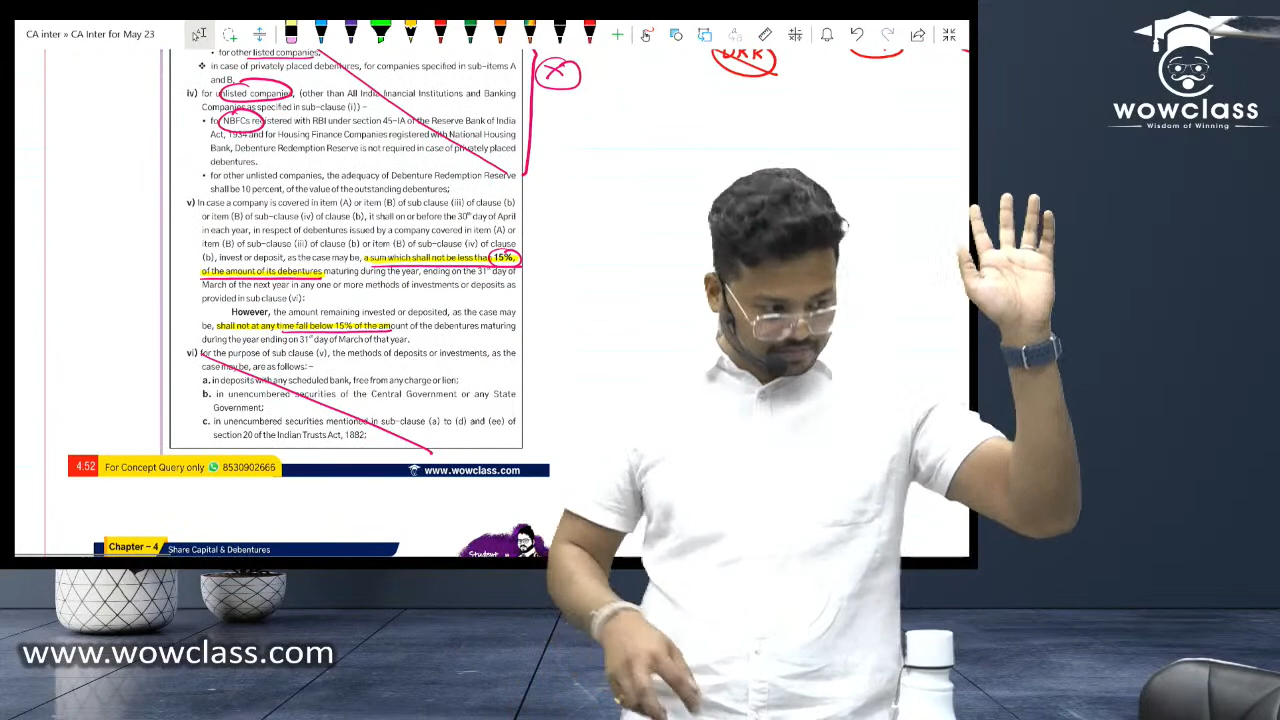 CA inter » CA Inter for May 23
• for other listed companies.
❖ in case of privately placed debentures, for companies specified in sub-items A
and B.
iv) for unlisted companies, (other than All India Financial Institutions and Banking
Companies as specified in sub-clause (i)) –
• for NBFCs registered with RBI under section 45-IA of the Reserve Bank of India
Act, 1934 and for Housing Finance Companies registered with National Housing
Bank, Debenture Redemption Reserve is not required in case of privately placed
debentures.
• for other unlisted companies, the adequacy of Debenture Redemption Reserve
shall be 10 percent, of the value of the outstanding debentures;
v) In case a company is covered in item (A) or item (B) of sub clause (iii) of clause (b)
or item (B) of sub-clause (iv) of clause (b), it shall on or before the 30th day of April
in each year, in respect of debentures issued by a company covered in item (A) or
item (B) of sub-clause (iii) of clause (b) or item (B) of sub-clause (iv) of clause
(b), invest or deposit, as the case may be, a sum which shall not be less than 15%,
of the amount of its debentures maturing during the year, ending on the 31st day of
March of the next year in any one or more methods of investments or deposits as
provided in sub clause (vi):
However, the amount remaining invested or deposited, as the case may
be, shall not at any time fall below 15% of the amount of the debentures maturing
during the year ending on 31st day of March of that year.
vi) for the purpose of sub clause (v), the methods of deposits or investments, as the
case may be, are as follows: –
a. in deposits with any scheduled bank, free from any charge or lien;
b. in unencumbered securities of the Central Government or any State
Government;
c. in unencumbered securities mentioned in sub-clause (a) to (d) and (ee) of
section 20 of the Indian Trusts Act, 1882;
4.52 For Concept Query only 8530902666 www.wowclass.com
Chapter – 4 Share Capital & Debentures
Student
DRR
wowclass
Wisdom of Winning
www.wowclass.com